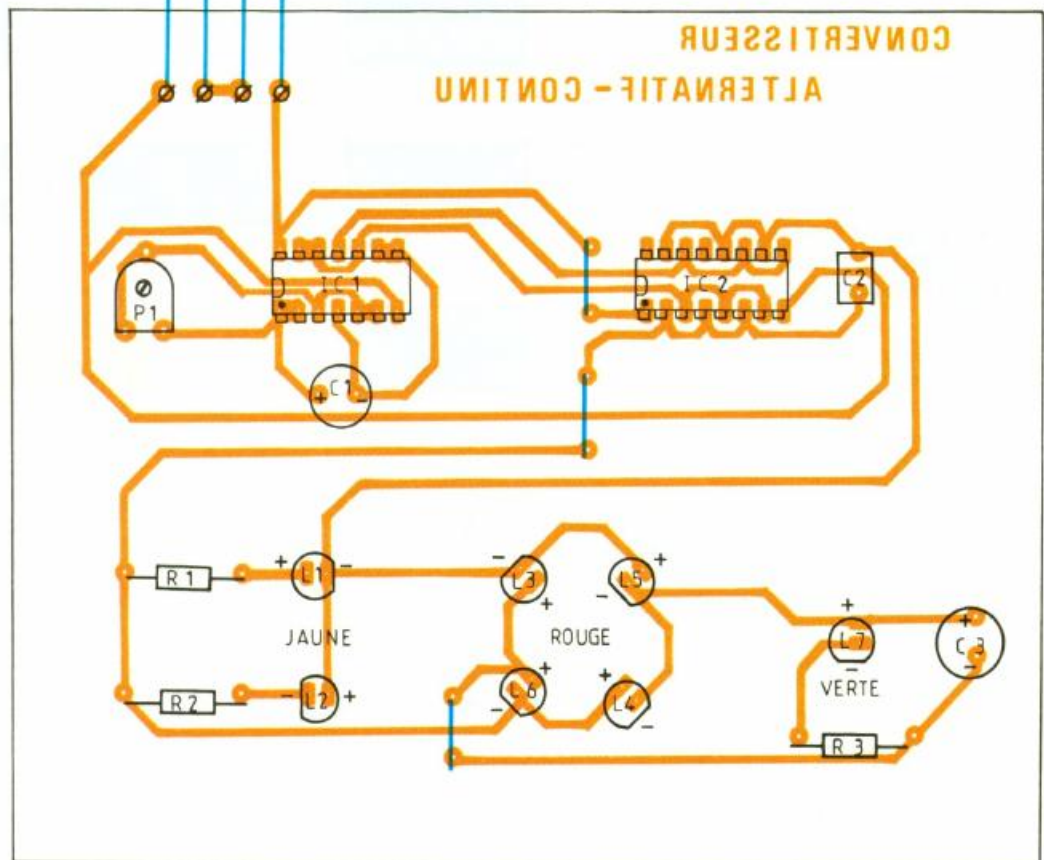 CONVERTISSEUR
ALTERNATIF - CONTINU
IC1
IC2
C2
P1
+ C1 -
+ L1 -
- L3 +
+ L5 -
R1
JAUNE
ROUGE
+ L7 -
+ C3 -
VERTE
R2
- L2 +
+ L6 -
+ L4 -
R3